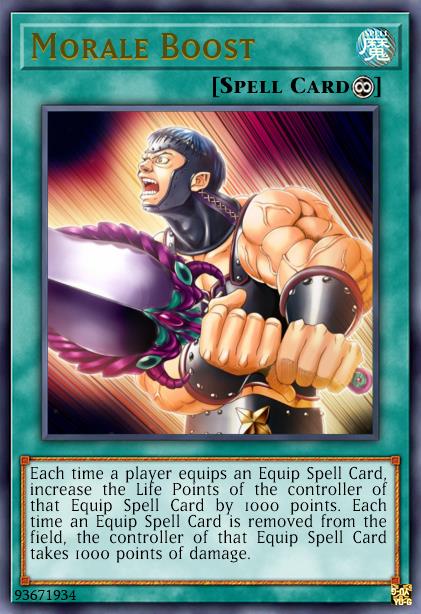 Morale Boost
SPELL
魔
[Spell Card]
Each time a player equips an Equip Spell Card,
increase the Life Points of the controller of
that Equip Spell Card by 1000 points. Each
time an Equip Spell Card is removed from the
field, the controller of that Equip Spell Card
takes 1000 points of damage.
93671934